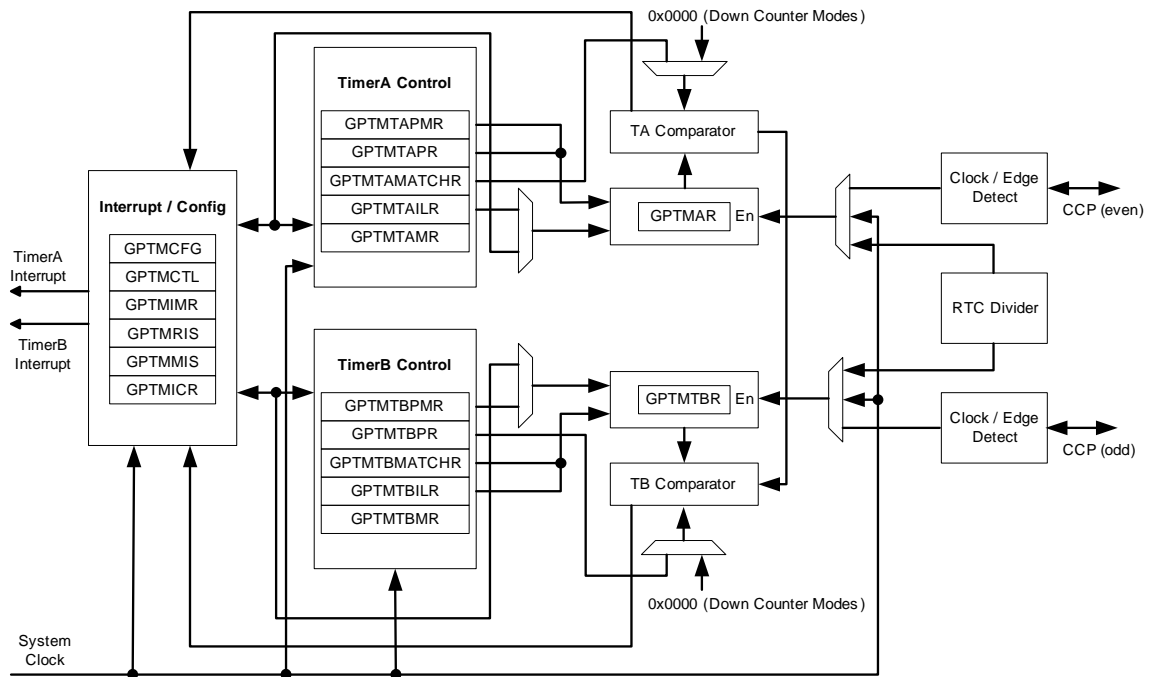 0x0000 (Down Counter Modes)
TimerA Control
GPTMTAPMR
GPTMTAPR
GPTMTAMATCHR
GPTMTAILR
GPTMTAMR
TA Comparator
GPTMAR
En
Clock / Edge
Detect
CCP (even)
Interrupt / Config
GPTMCFG
GPTMCTL
GPTMIMR
GPTMRIS
GPTMMIS
GPTMICR
TimerA
Interrupt
TimerB
Interrupt
RTC Divider
TimerB Control
GPTMTBPMR
GPTMTBPR
GPTMTBMATCHR
GPTMTBILR
GPTMTBMR
GPTMTBR
En
TB Comparator
Clock / Edge
Detect
CCP (odd)
0x0000 (Down Counter Modes)
System
Clock